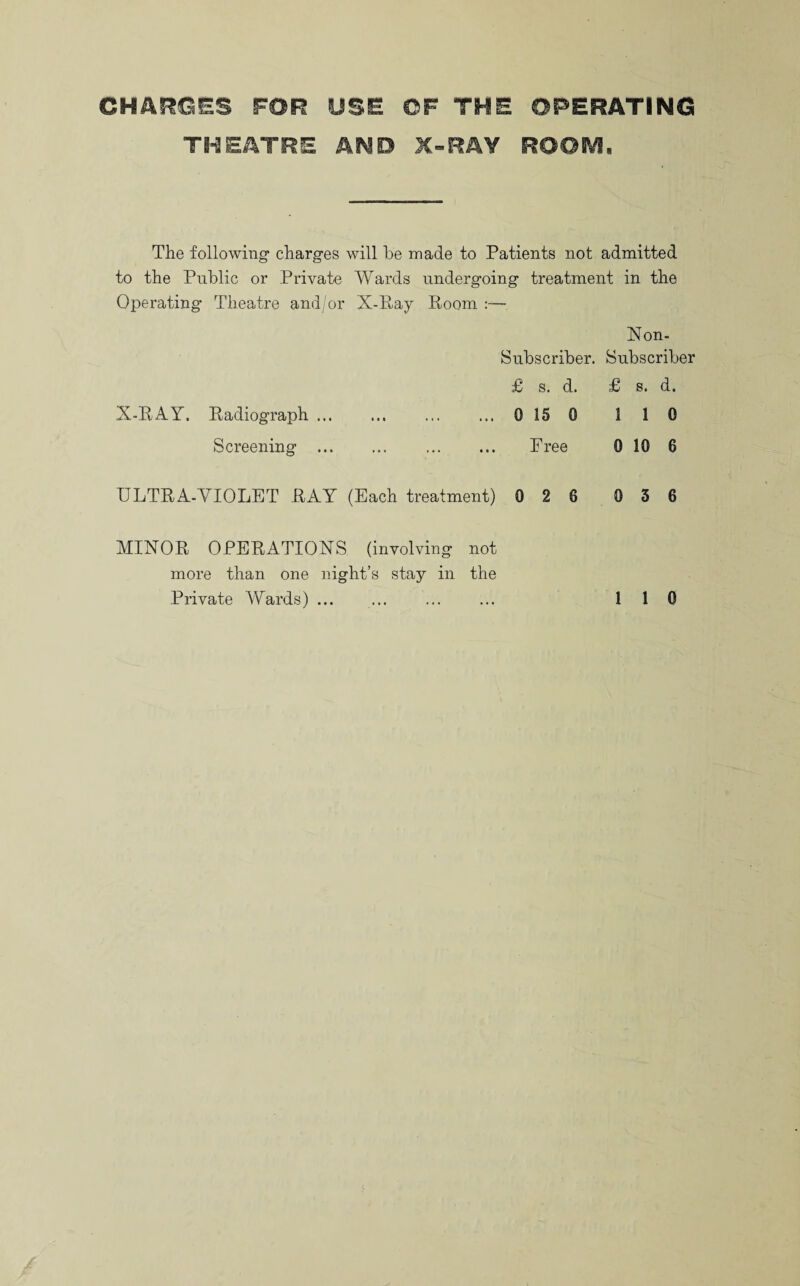 CHARGES FOR USE OF THE OPERATING
THEATRE AND X-RAY ROOM.
The following charges will be made to Patients not admitted
to the Public or Private Wards undergoing treatment in the
Operating Theatre and/or X-Ray Room :—
Non-
Subscriber. Subscriber
£ s. d. £ s. d.
X-RAY. Radiograph ... ... ... ... 0 15 0 1 1 0
Screening ... ... ... ... Free 0 10 6
ULTRA-VIOLET RAY (Each treatment) 0 2 6 0 3 6
MINOR OPERATIONS (involving not
more than one night's stay in the
Private Wards) ... ... ... ... 1 1 0